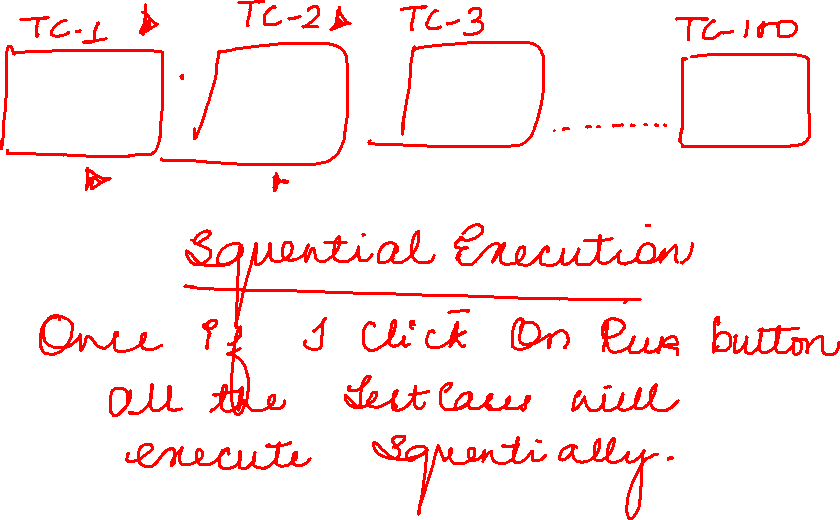 TC-1 TC-2 TC-3 TC-100
Squential Execution
Once if I Click On Run button
all the Test Cases will
execute Squentially.